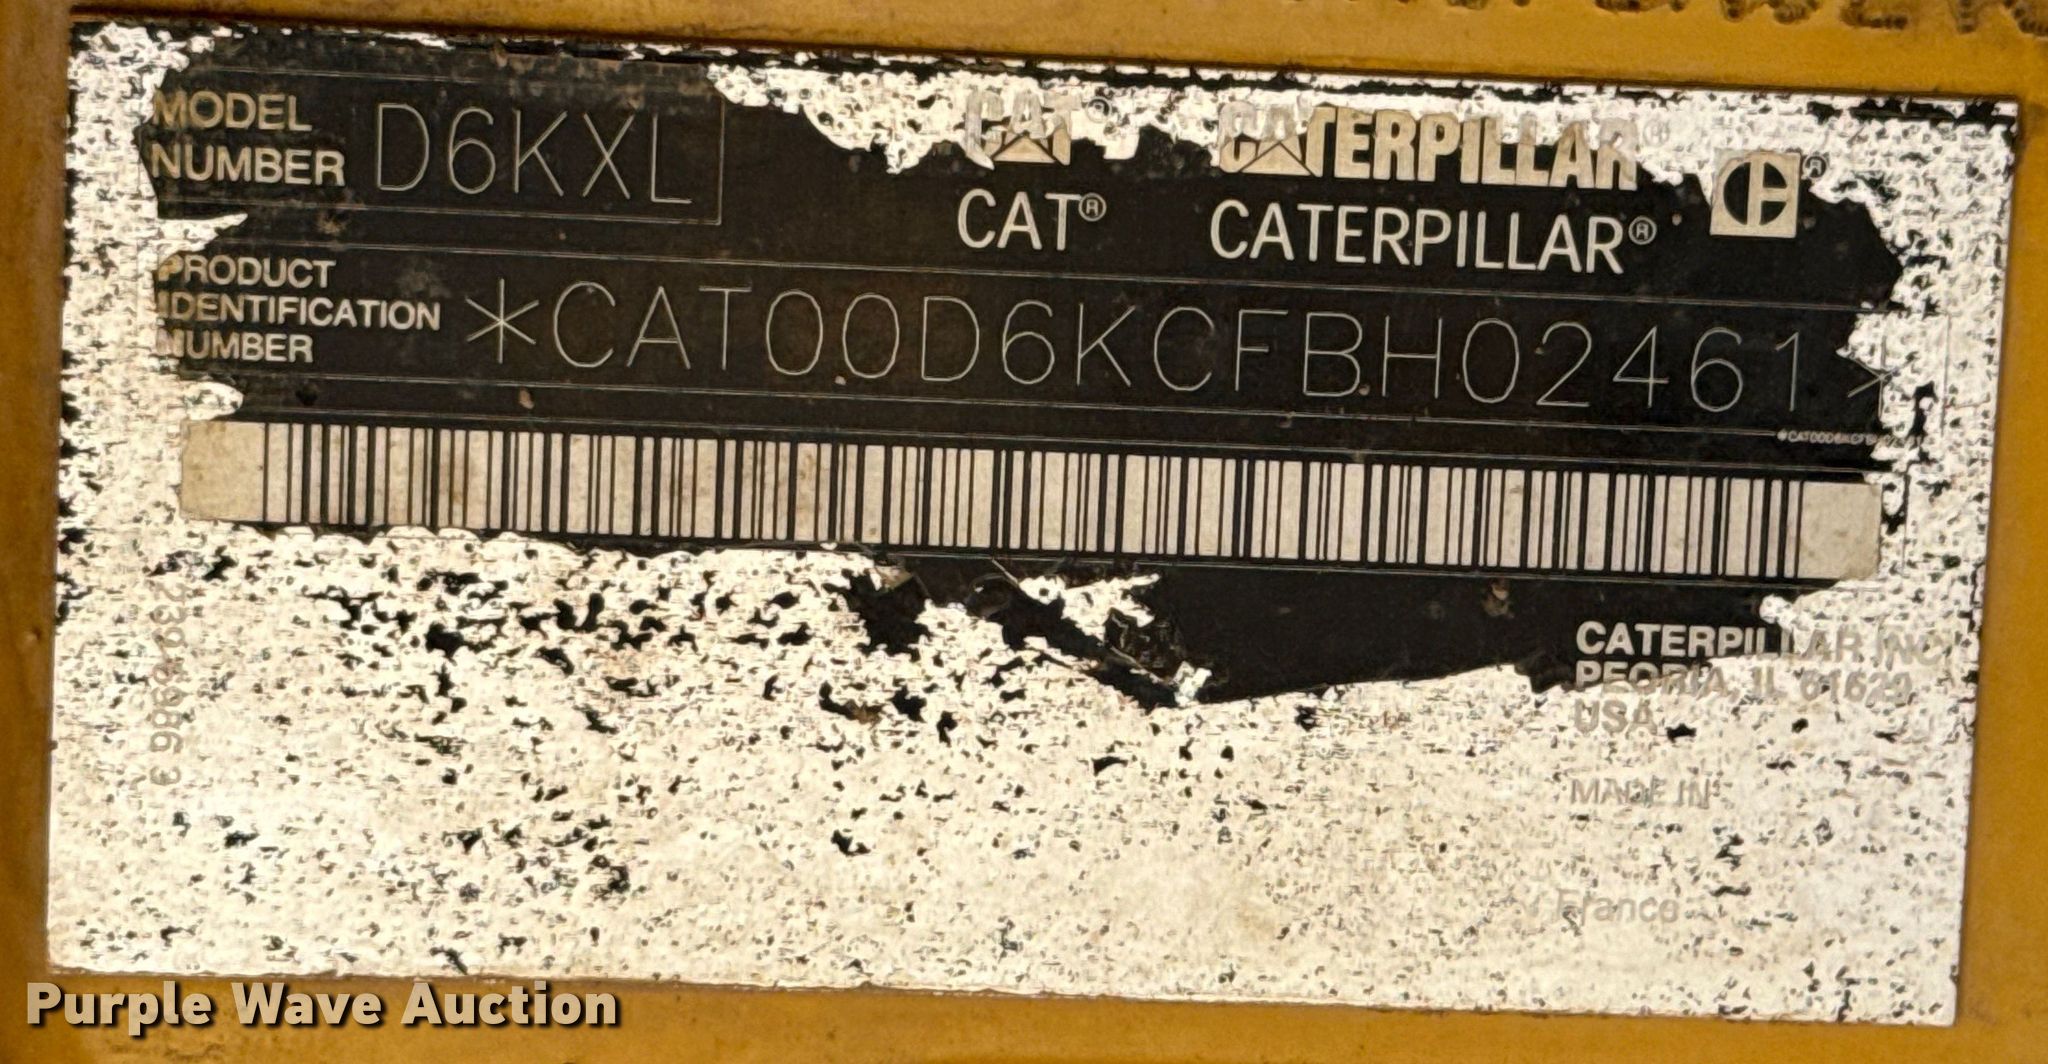 MODEL
NUMBER
D6KXL
CAT® CATERPILLAR®
CAT® CATERPILLAR®
PRODUCT
IDENTIFICATION
NUMBER
*CAT00D6KCFBH02461
CATERPILLAR INC
PEORIA, IL 61629
USA
MADE IN
France
Purple Wave Auction